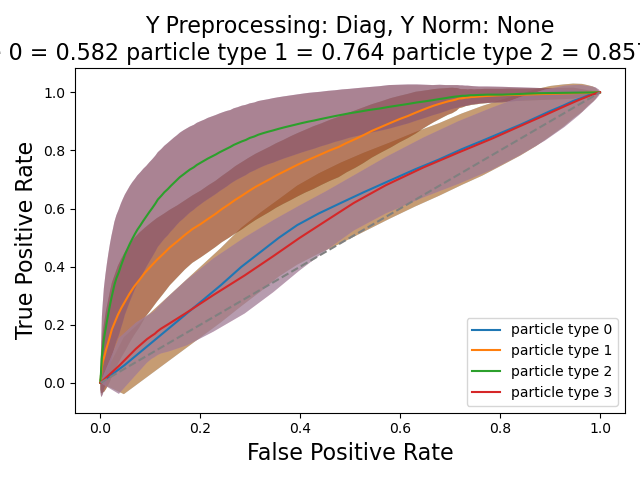 Y Preprocessing: Diag, Y Norm: None
0 = 0.582 particle type 1 = 0.764 particle type 2 = 0.857
True Positive Rate
1.0
0.8
0.6
0.4
0.2
0.0
particle type 0
particle type 1
particle type 2
particle type 3
0.0 0.2 0.4 0.6 0.8 1.0
False Positive Rate